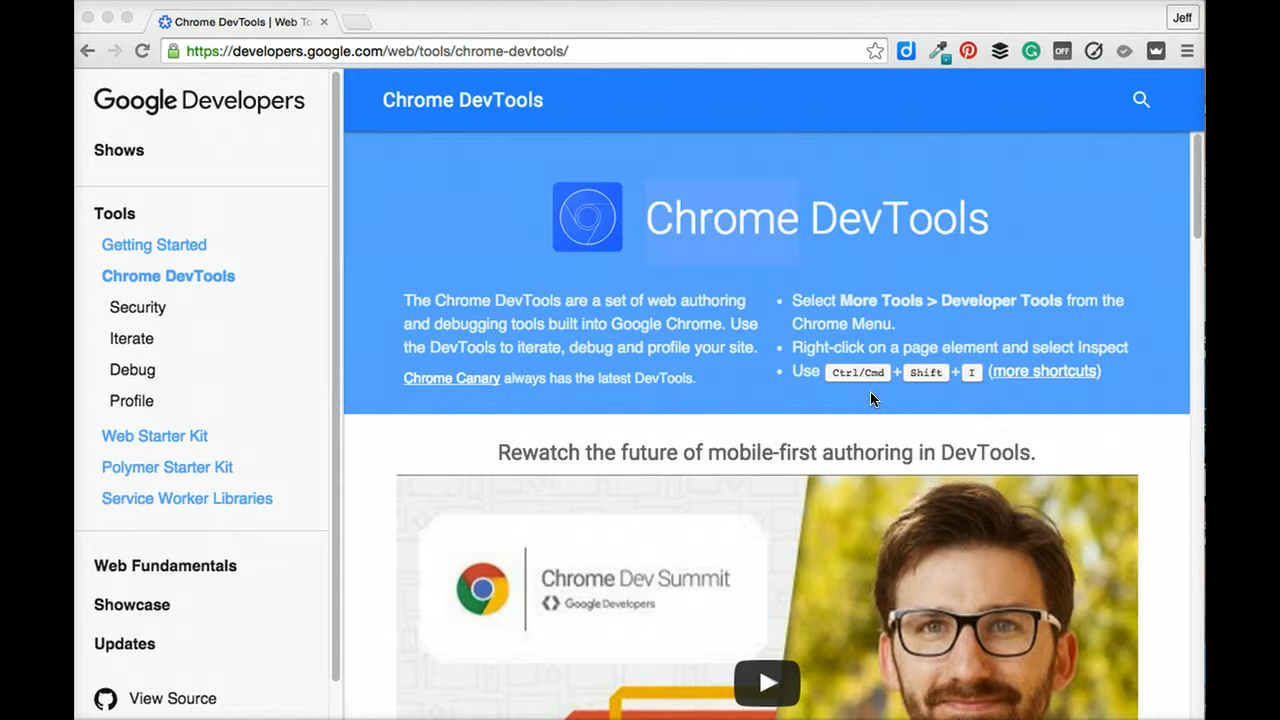 Chrome DevTools | Web To
Jeff
https://developers.google.com/web/tools/chrome-devtools/
OFF
Google Developers
Shows
Tools
Getting Started
Chrome DevTools
Security
Iterate
Debug
Profile
Web Starter Kit
Polymer Starter Kit
Service Worker Libraries
Web Fundamentals
Showcase
Updates
View Source
Chrome DevTools
Chrome DevTools
The Chrome DevTools are a set of web authoring
and debugging tools built into Google Chrome. Use
the DevTools to iterate, debug and profile your site.
Chrome Canary always has the latest DevTools.
• Select More Tools > Developer Tools from the
Chrome Menu.
• Right-click on a page element and select Inspect
• Use Ctrl/Cmd + Shift + I (more shortcuts)
Rewatch the future of mobile-first authoring in DevTools.
Chrome Dev Summit
Google Developers